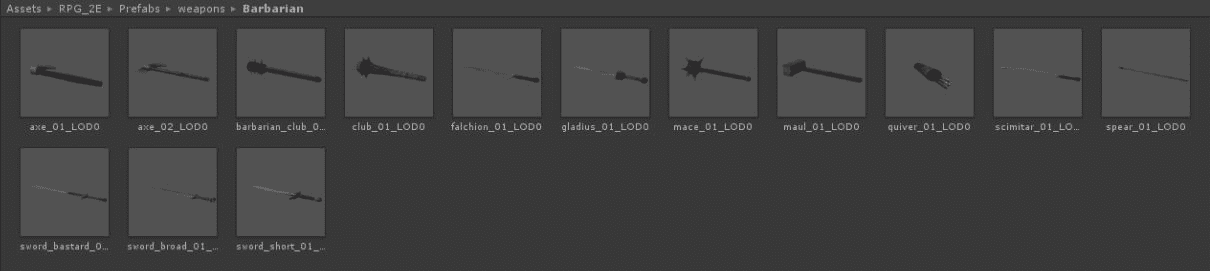 Assets ▸ RPG_2E ▸ Prefabs ▸ weapons ▸ Barbarian
axe_01_LOD0 axe_02_LOD0 barbarian_club_0... club_01_LOD0 falchion_01_LOD0 gladius_01_LOD0 mace_01_LOD0 maul_01_LOD0 quiver_01_LOD0 scimitar_01_LO... spear_01_LOD0
sword_bastard_0... sword_broad_01_... sword_short_01_...